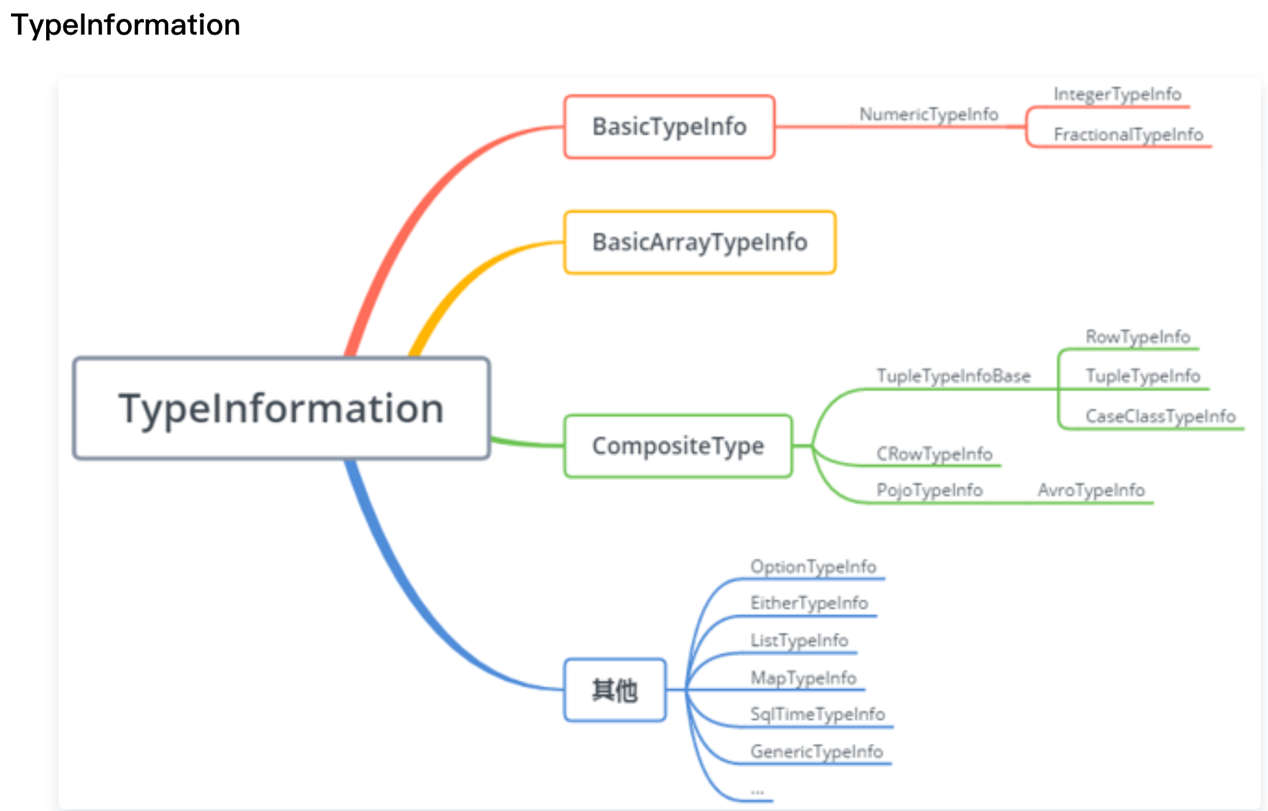 TypeInformation
TypeInformation
BasicTypeInfo
NumericTypeInfo
IntegerTypeInfo
FractionalTypeInfo
BasicArrayTypeInfo
CompositeType
TupleTypeInfoBase
RowTypeInfo
TupleTypeInfo
CaseClassTypeInfo
CRowTypeInfo
PojoTypeInfo
AvroTypeInfo
其他
OptionTypeInfo
EitherTypeInfo
ListTypeInfo
MapTypeInfo
SqlTimeTypeInfo
GenericTypeInfo
...